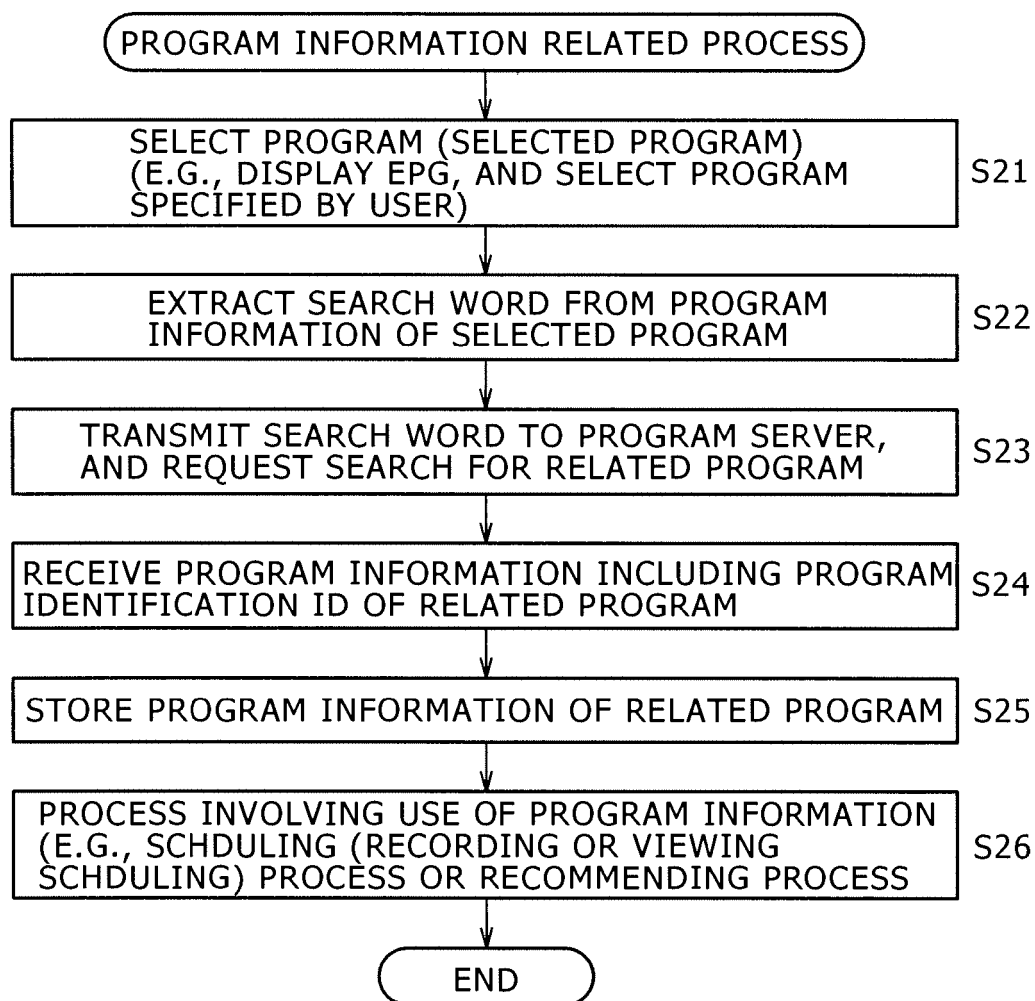 PROGRAM INFORMATION RELATED PROCESS
SELECT PROGRAM (SELECTED PROGRAM)
(E.G., DISPLAY EPG, AND SELECT PROGRAM
SPECIFIED BY USER)
S21
EXTRACT SEARCH WORD FROM PROGRAM
INFORMATION OF SELECTED PROGRAM
S22
TRANSMIT SEARCH WORD TO PROGRAM SERVER,
AND REQUEST SEARCH FOR RELATED PROGRAM
S23
RECEIVE PROGRAM INFORMATION INCLUDING PROGRAM
IDENTIFICATION ID OF RELATED PROGRAM
S24
STORE PROGRAM INFORMATION OF RELATED PROGRAM
S25
PROCESS INVOLVING USE OF PROGRAM INFORMATION
(E.G., SCHDULING (RECORDING OR VIEWING
SCHDULING) PROCESS OR RECOMMENDING PROCESS
S26
END